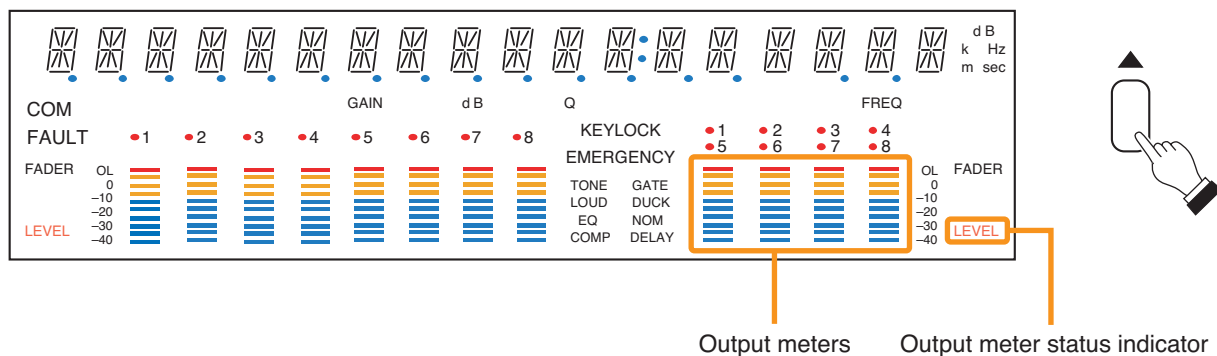 d B
k Hz
m sec
COM GAIN d B Q FREQ
FAULT 1 2 3 4 5 6 7 8 KEYLOCK 1 2 3 4
EMERGENCY 5 6 7 8
FADER OL OL FADER
0 TONE GATE 0
–10 LOUD DUCK –10
–20 EQ NOM –20
LEVEL –30 COMP DELAY –30 LEVEL
–40 –40
Output meters Output meter status indicator